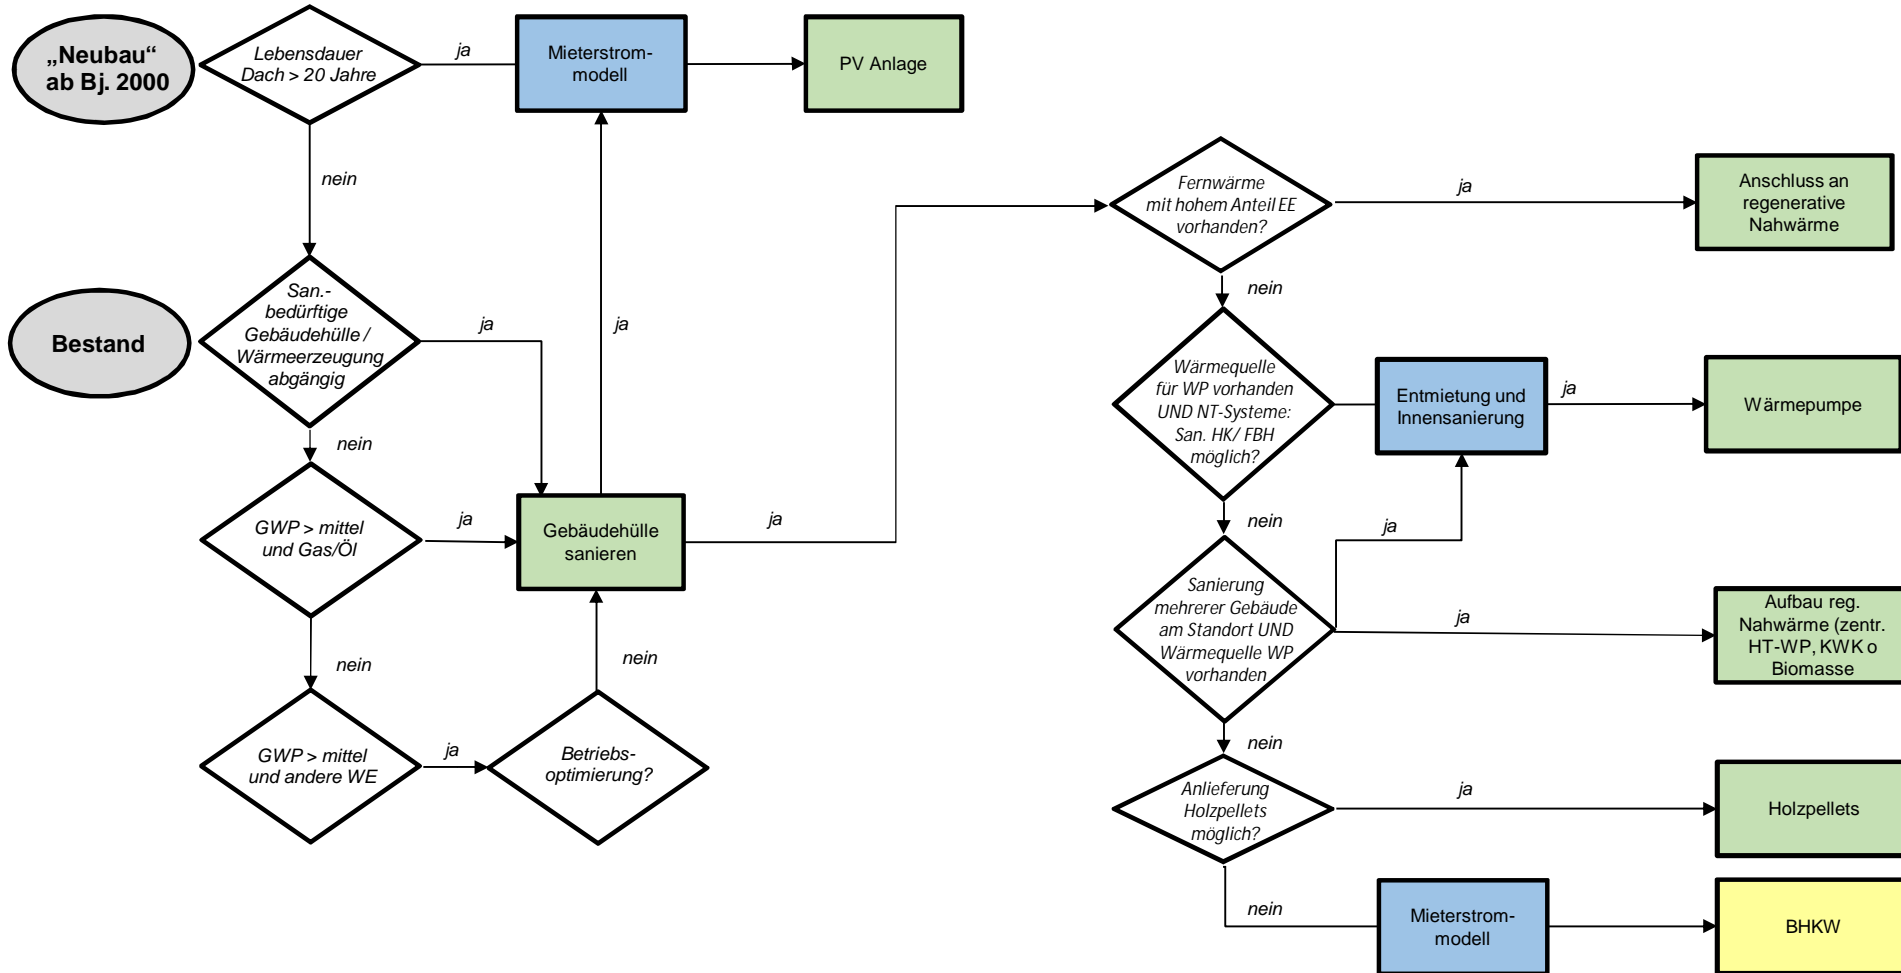 „Neubau“
ab Bj. 2000
Lebensdauer
Dach > 20 Jahre
ja
Mieterstrom-
modell
PV Anlage
nein
Bestand
San.-
bedürftige
Gebäudehülle /
Wärmeerzeugung
abgängig
ja
ja
nein
GWP > mittel
und Gas/Öl
ja
Gebäudehülle
sanieren
ja
nein
nein
GWP > mittel
und andere WE
ja
Betriebs-
optimierung?
Fernwärme
mit hohem Anteil EE
vorhanden?
ja
Anschluss an
regenerative
Nahwärme
nein
Wärmequelle
für WP vorhanden
UND NT-Systeme:
San. HK/ FBH
möglich?
Entmietung und
Innensanierung
ja
Wärmepumpe
nein
ja
Sanierung
mehrerer Gebäude
am Standort UND
Wärmequelle WP
vorhanden
ja
Aufbau reg.
Nahwärme (zentr.
HT-WP, KWK o
Biomasse
nein
Anlieferung
Holzpellets
möglich?
ja
Holzpellets
nein
Mieterstrom-
modell
BHKW